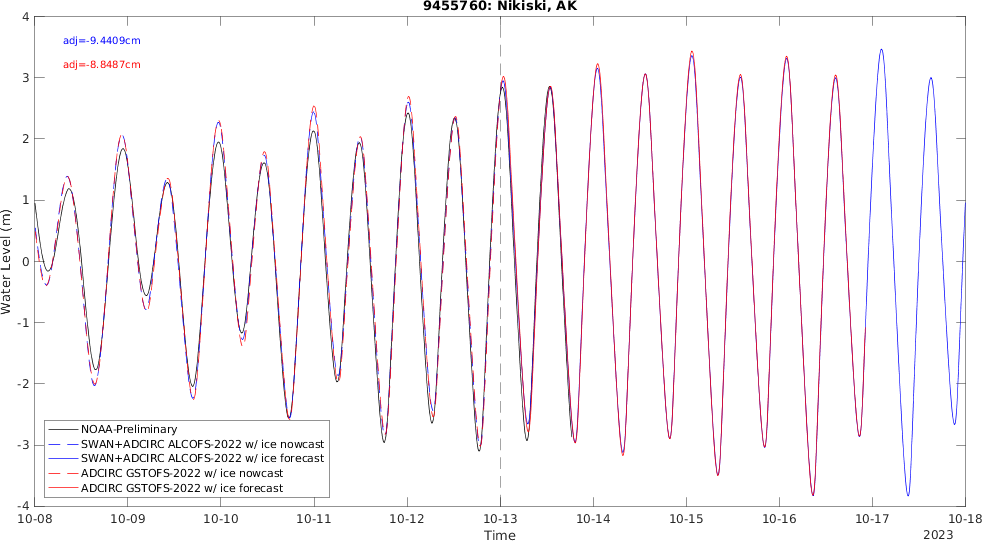 9455760: Nikiski, AK
adj=-9.4409cm
adj=-8.8487cm
Water Level (m)
4
3
2
1
0
-1
-2
-3
-4
NOAA-Preliminary
SWAN+ADCIRC ALCOFS-2022 w/ ice nowcast
SWAN+ADCIRC ALCOFS-2022 w/ ice forecast
ADCIRC GSTOFS-2022 w/ ice nowcast
ADCIRC GSTOFS-2022 w/ ice forecast
10-08 10-09 10-10 10-11 10-12 10-13 10-14 10-15 10-16 10-17 10-18
Time
2023